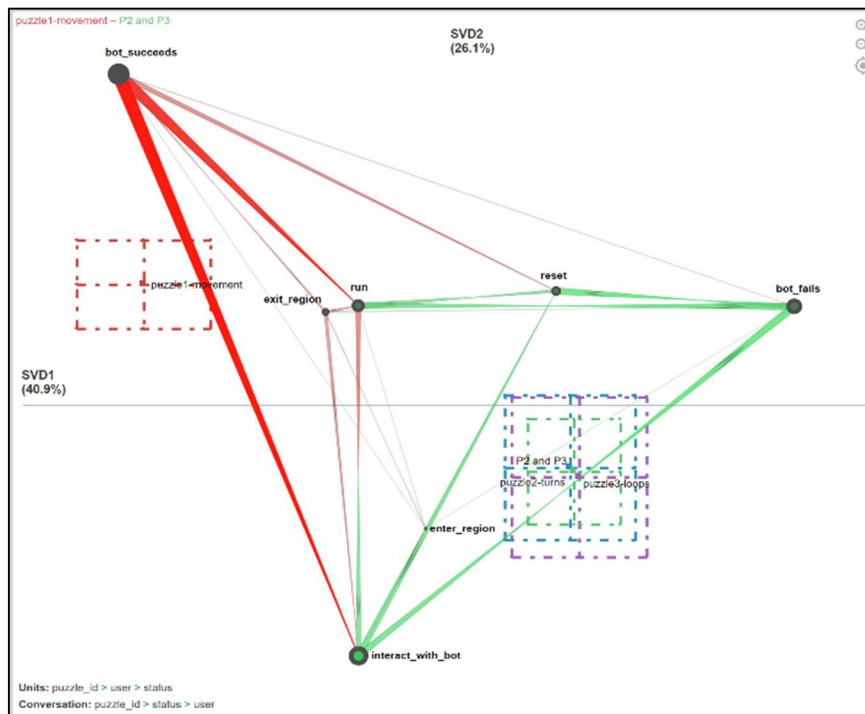 puzzle1-movement – P2 and P3
bot_succeeds
SVD2
(26.1%)
puzzle1-movement
exit_region
run
reset
bot_fails
SVD1
(40.9%)
P2 and P3
puzzle2-turns
puzzle3-loops
enter_region
interact_with_bot
Units: puzzle_id > user > status
Conversation: puzzle_id > status > user